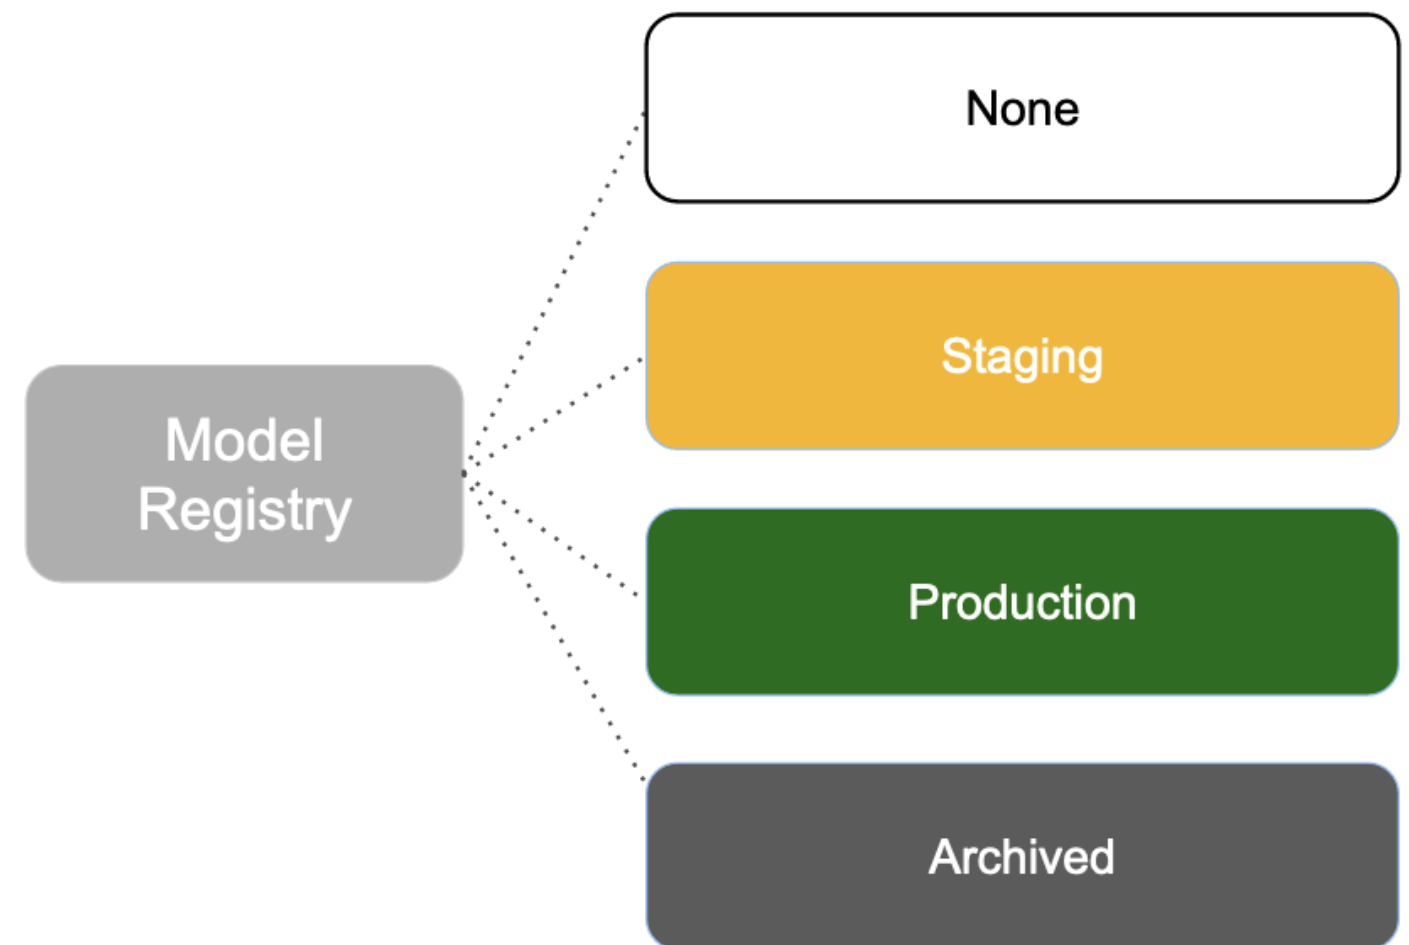 None
Staging
Model
Registry
Production
Archived